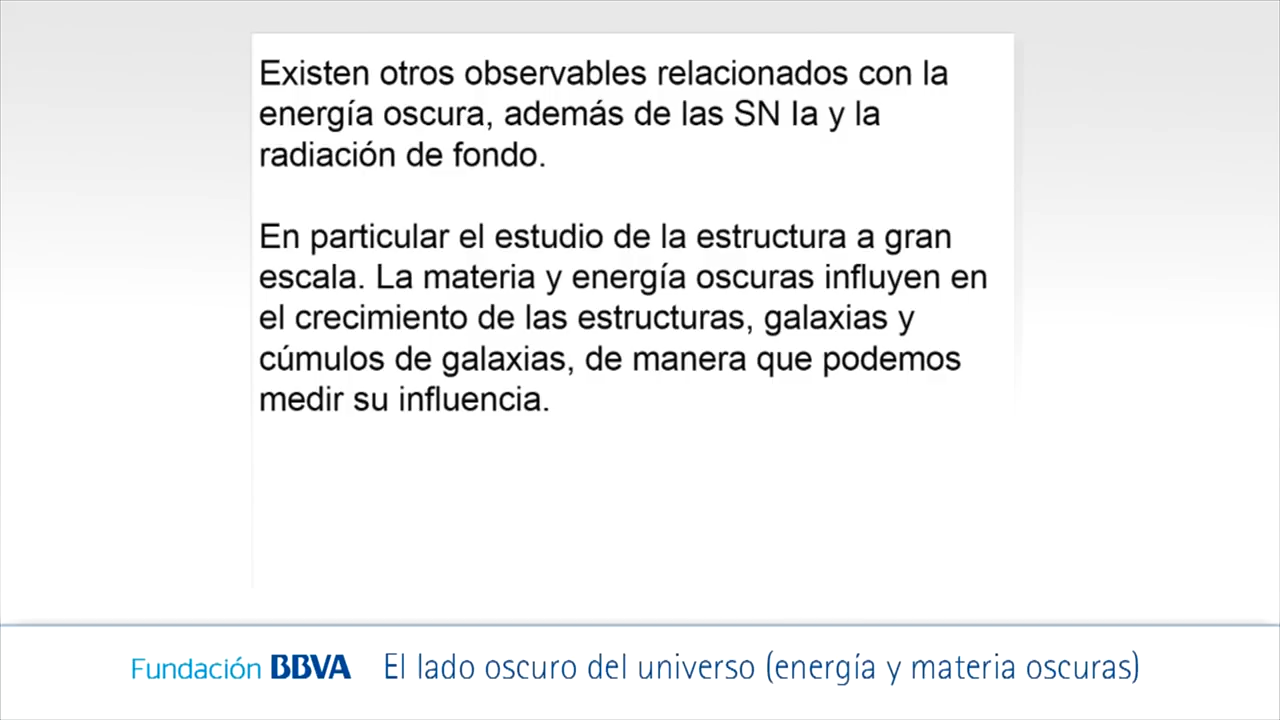 Existen otros observables relacionados con la
energía oscura, además de las SN Ia y la
radiación de fondo.
En particular el estudio de la estructura a gran
escala. La materia y energía oscuras influyen en
el crecimiento de las estructuras, galaxias y
cúmulos de galaxias, de manera que podemos
medir su influencia.
Fundación BBVA El lado oscuro del universo (energía y materia oscuras)